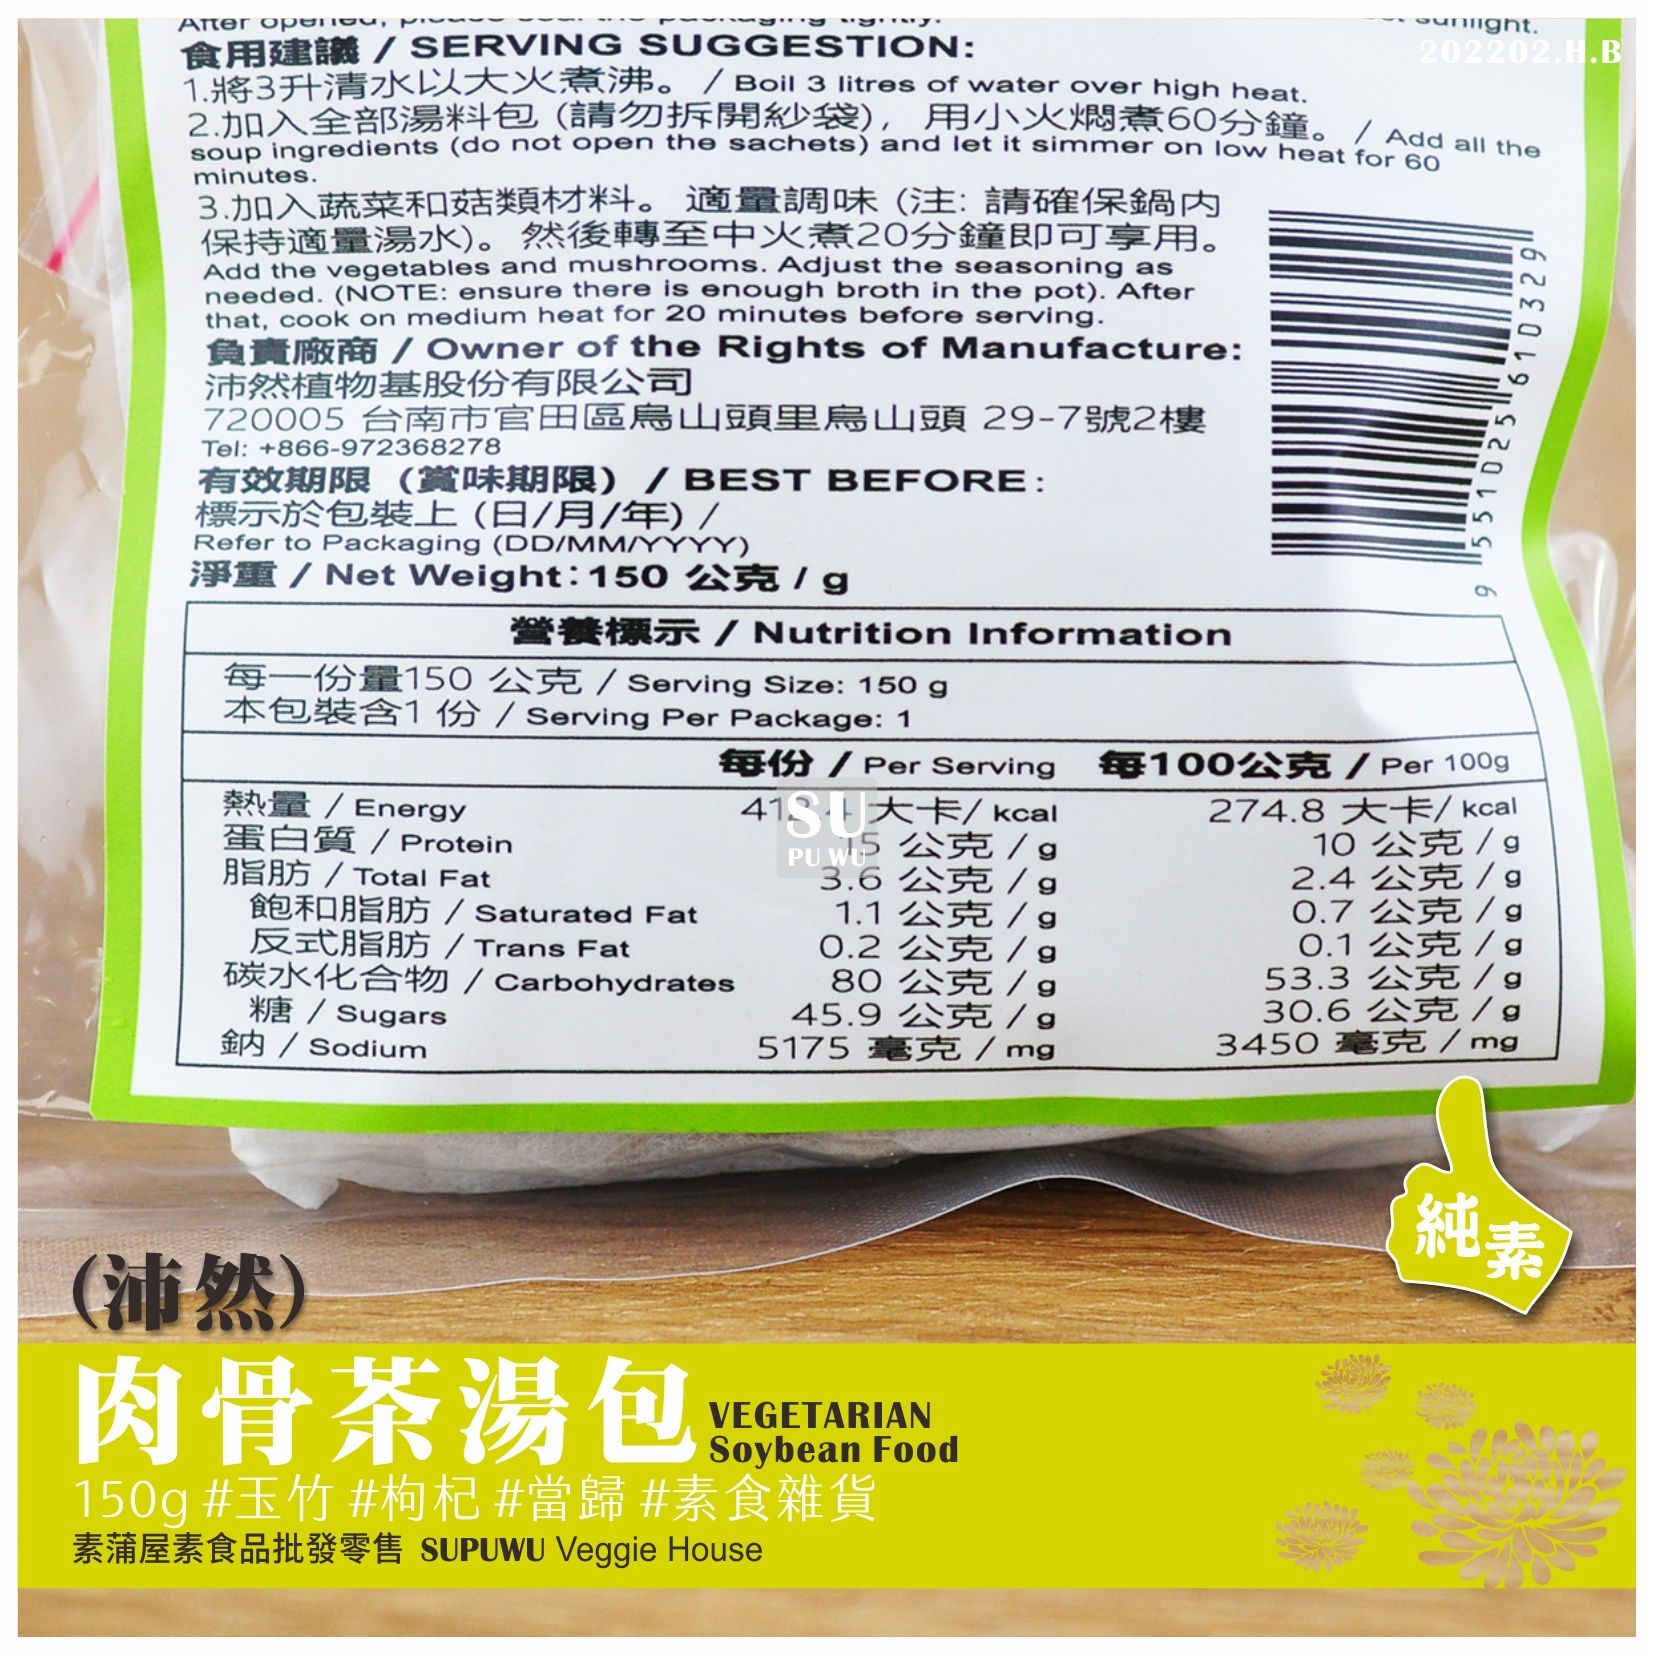 After opened, please seal the packaging tightly.
sunlight.
202202.H.B
食用建議 / SERVING SUGGESTION:
1.將3升清水以大火煮沸。 / Boil 3 litres of water over high heat.
2.加入全部湯料包 (請勿拆開紗袋)， 用小火燜煮60分鐘。 / Add all the
soup ingredients (do not open the sachets) and let it simmer on low heat for 60
minutes.
3.加入蔬菜和菇類材料。 適量調味 (注: 請確保鍋內
保持適量湯水)。 然後轉至中火煮20分鐘即可享用。
Add the vegetables and mushrooms. Adjust the seasoning as
needed. (NOTE: ensure there is enough broth in the pot). After
that, cook on medium heat for 20 minutes before serving.
負責廠商 / Owner of the Rights of Manufacture:
沛然植物基股份有限公司
720005 台南市官田區烏山頭里烏山頭 29-7號2樓
Tel: +866-972368278
有效期限 (賞味期限) / BEST BEFORE:
標示於包裝上 (日/月/年) /
Refer to Packaging (DD/MM/YYYY)
淨重 / Net Weight:150 公克 / g
9 551025 610329
營養標示 / Nutrition Information
每一份量150 公克 / Serving Size: 150 g
本包裝含1 份 / Serving Per Package: 1
每份 / Per Serving 每100公克 / Per 100g
熱量 / Energy 412.4 大卡/ kcal 274.8 大卡/ kcal
蛋白質 / Protein 15 公克 / g 10 公克 / g
脂肪 / Total Fat 3.6 公克 / g 2.4 公克 / g
飽和脂肪 / Saturated Fat 1.1 公克 / g 0.7 公克 / g
反式脂肪 / Trans Fat 0.2 公克 / g 0.1 公克 / g
碳水化合物 / Carbohydrates 80 公克 / g 53.3 公克 / g
糖 / Sugars 45.9 公克 / g 30.6 公克 / g
鈉 / Sodium 5175 毫克 / mg 3450 毫克 / mg
SU
PU WU
純素
(沛然)
肉骨茶湯包 VEGETARIAN
Soybean Food
150g #玉竹 #枸杞 #當歸 #素食雜貨
素蒲屋素食品批發零售 SUPUWU Veggie House